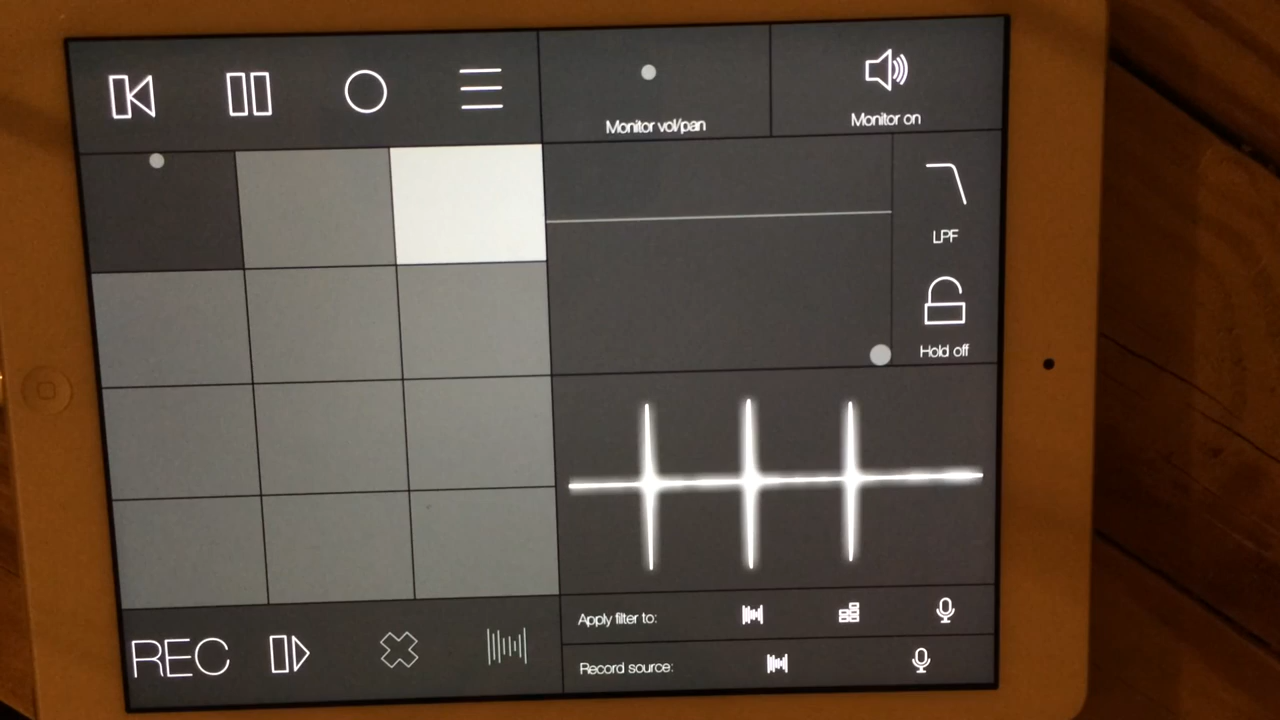 Monitor vol/pan
Monitor on
LPF
Hold off
Apply filter to:
REC
Record source: